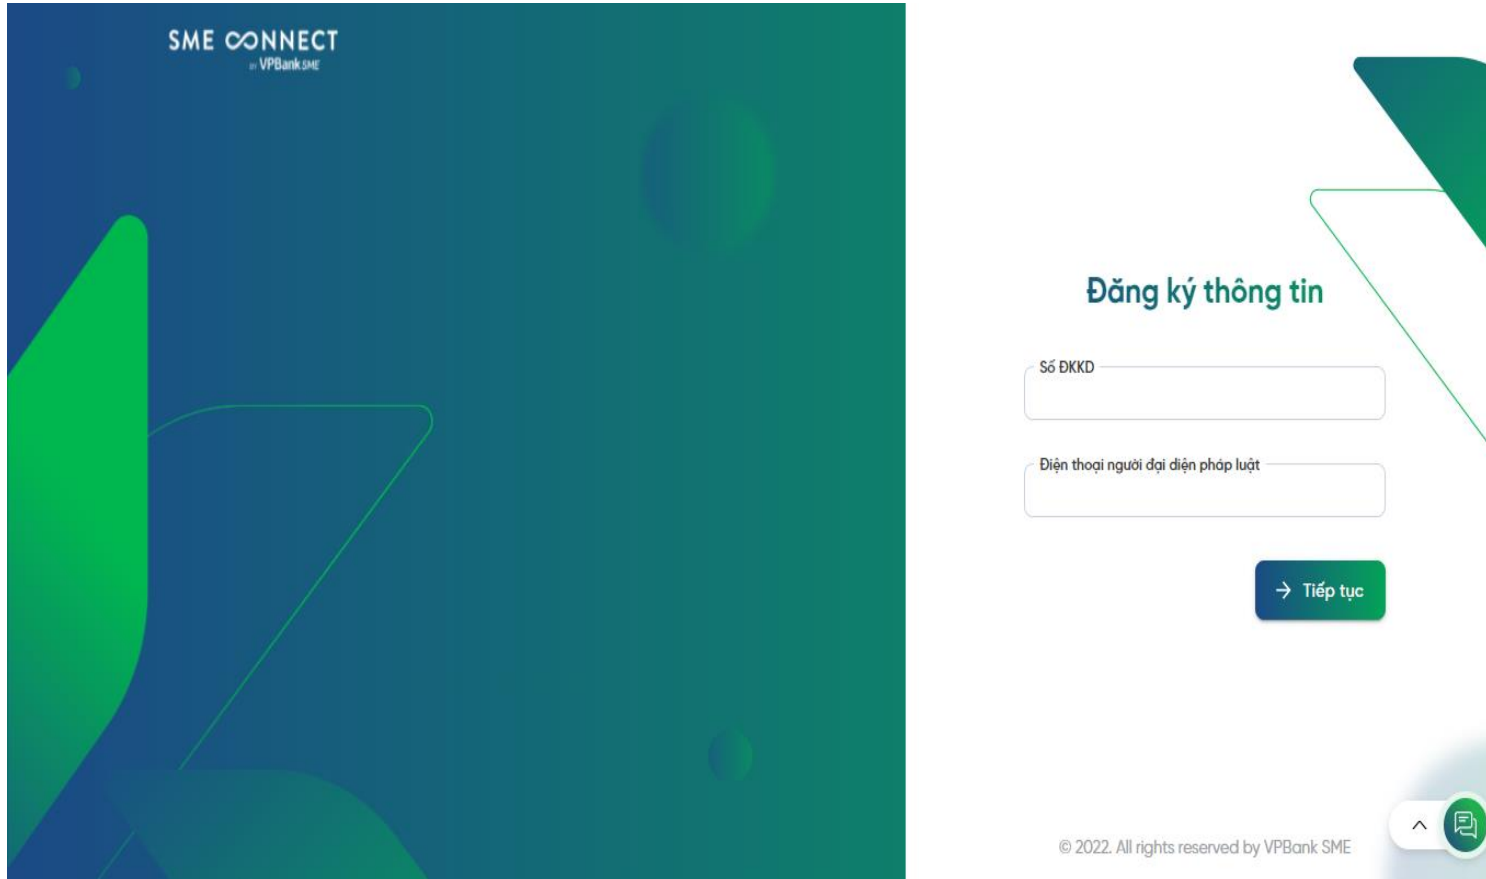 SME CONNECT
BY VPBank SME
Đăng ký thông tin
Số ĐKKD
Điện thoại người đại diện pháp luật
→ Tiếp tục
© 2022. All rights reserved by VPBank SME